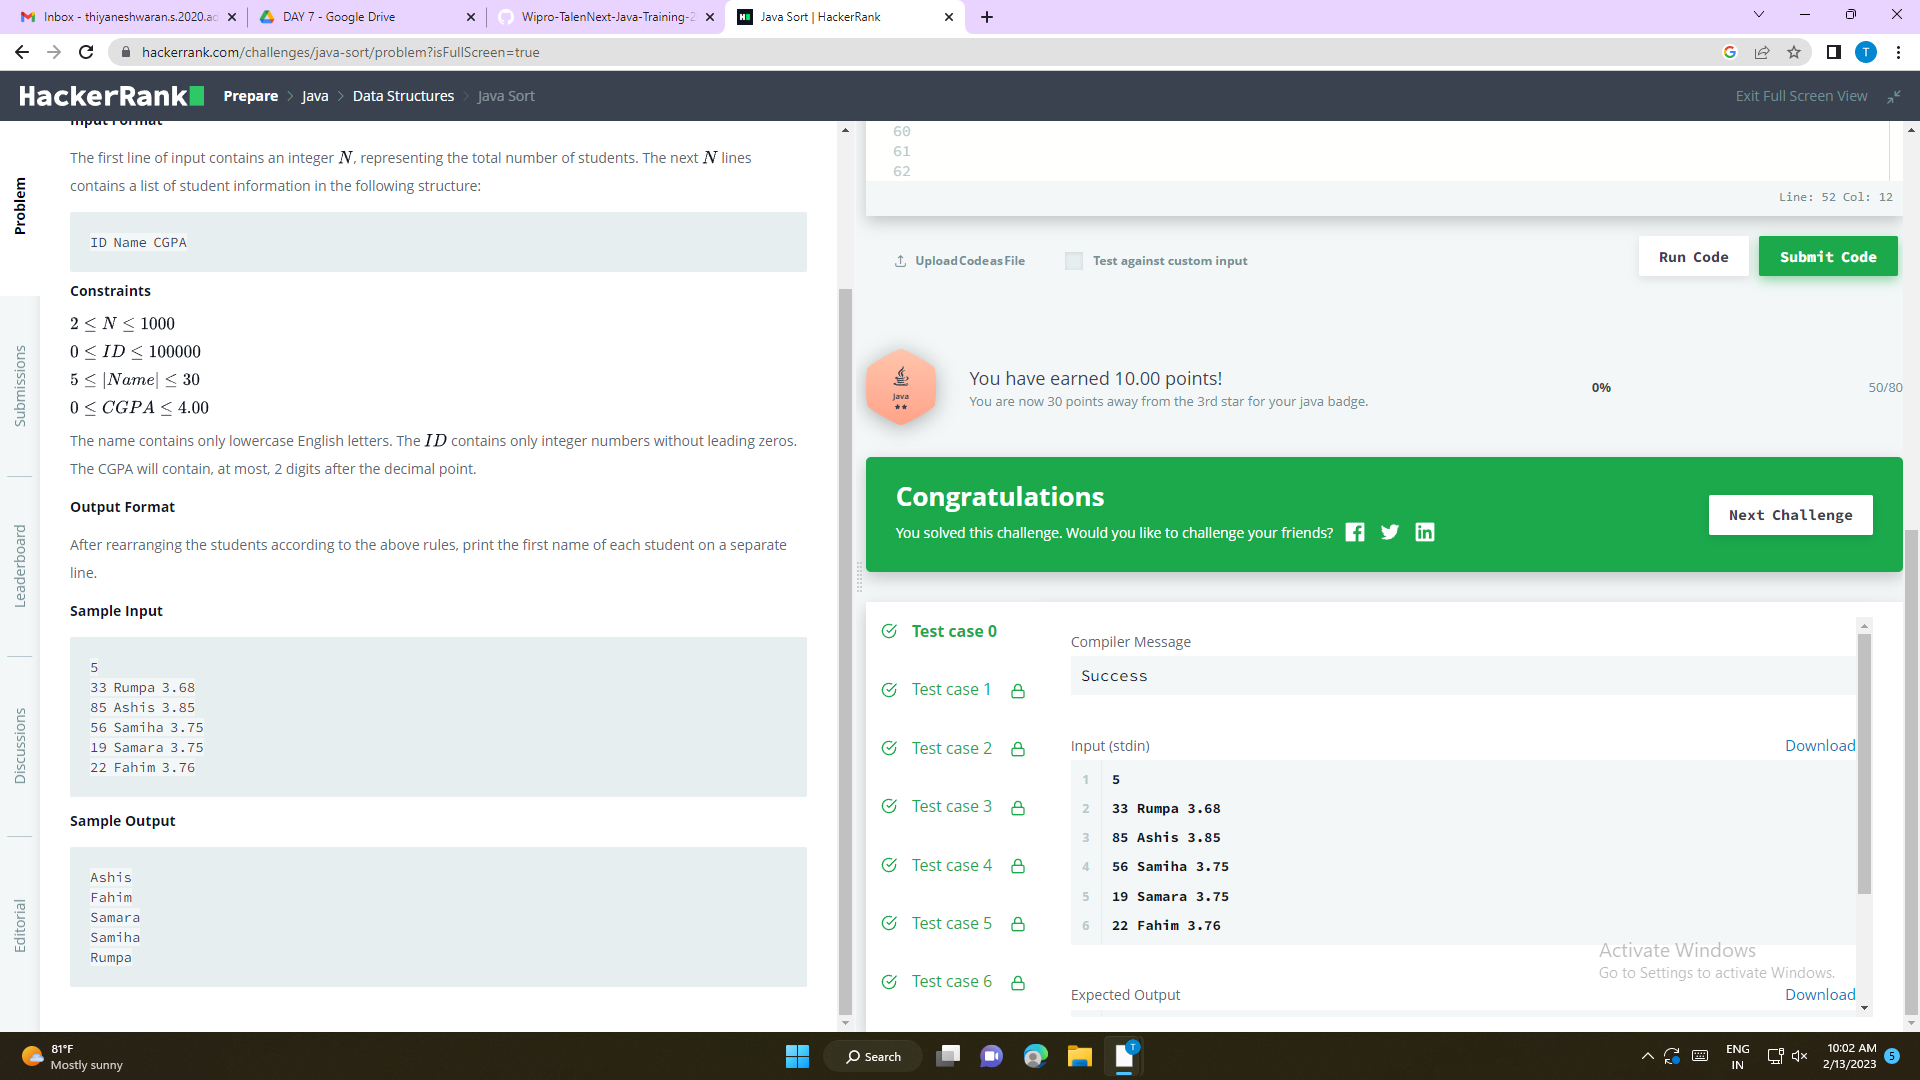 Inbox - thiyaneshwaran.s.2020.ad
DAY 7 - Google Drive
Wipro-TalenNext-Java-Training-2
Java Sort | HackerRank
hackerrank.com/challenges/java-sort/problem?isFullScreen=true
T
HackerRank
Prepare > Java > Data Structures > Java Sort
Exit Full Screen View
Problem
Submissions
Leaderboard
Discussions
Editorial
Input Format
The first line of input contains an integer N, representing the total number of students. The next N lines
contains a list of student information in the following structure:
ID Name CGPA
Constraints
2 ≤ N ≤ 1000
0 ≤ ID ≤ 100000
5 ≤ |Name| ≤ 30
0 ≤ CGPA ≤ 4.00
The name contains only lowercase English letters. The ID contains only integer numbers without leading zeros.
The CGPA will contain, at most, 2 digits after the decimal point.
Output Format
After rearranging the students according to the above rules, print the first name of each student on a separate
line.
Sample Input
5
33 Rumpa 3.68
85 Ashis 3.85
56 Samiha 3.75
19 Samara 3.75
22 Fahim 3.76
Sample Output
Ashis
Fahim
Samara
Samiha
Rumpa
60
61
62
Line: 52 Col: 12
Upload Code as File
Test against custom input
Run Code
Submit Code
Java
You have earned 10.00 points!
You are now 30 points away from the 3rd star for your java badge.
0%
50/80
Congratulations
You solved this challenge. Would you like to challenge your friends?
Next Challenge
Test case 0
Test case 1
Test case 2
Test case 3
Test case 4
Test case 5
Test case 6
Compiler Message
Success
Input (stdin)
Download
1 5
2 33 Rumpa 3.68
3 85 Ashis 3.85
4 56 Samiha 3.75
5 19 Samara 3.75
6 22 Fahim 3.76
Expected Output
Download
Activate Windows
Go to Settings to activate Windows.
81°F
Mostly sunny
Search
T
ENG
IN
10:02 AM
2/13/2023
5